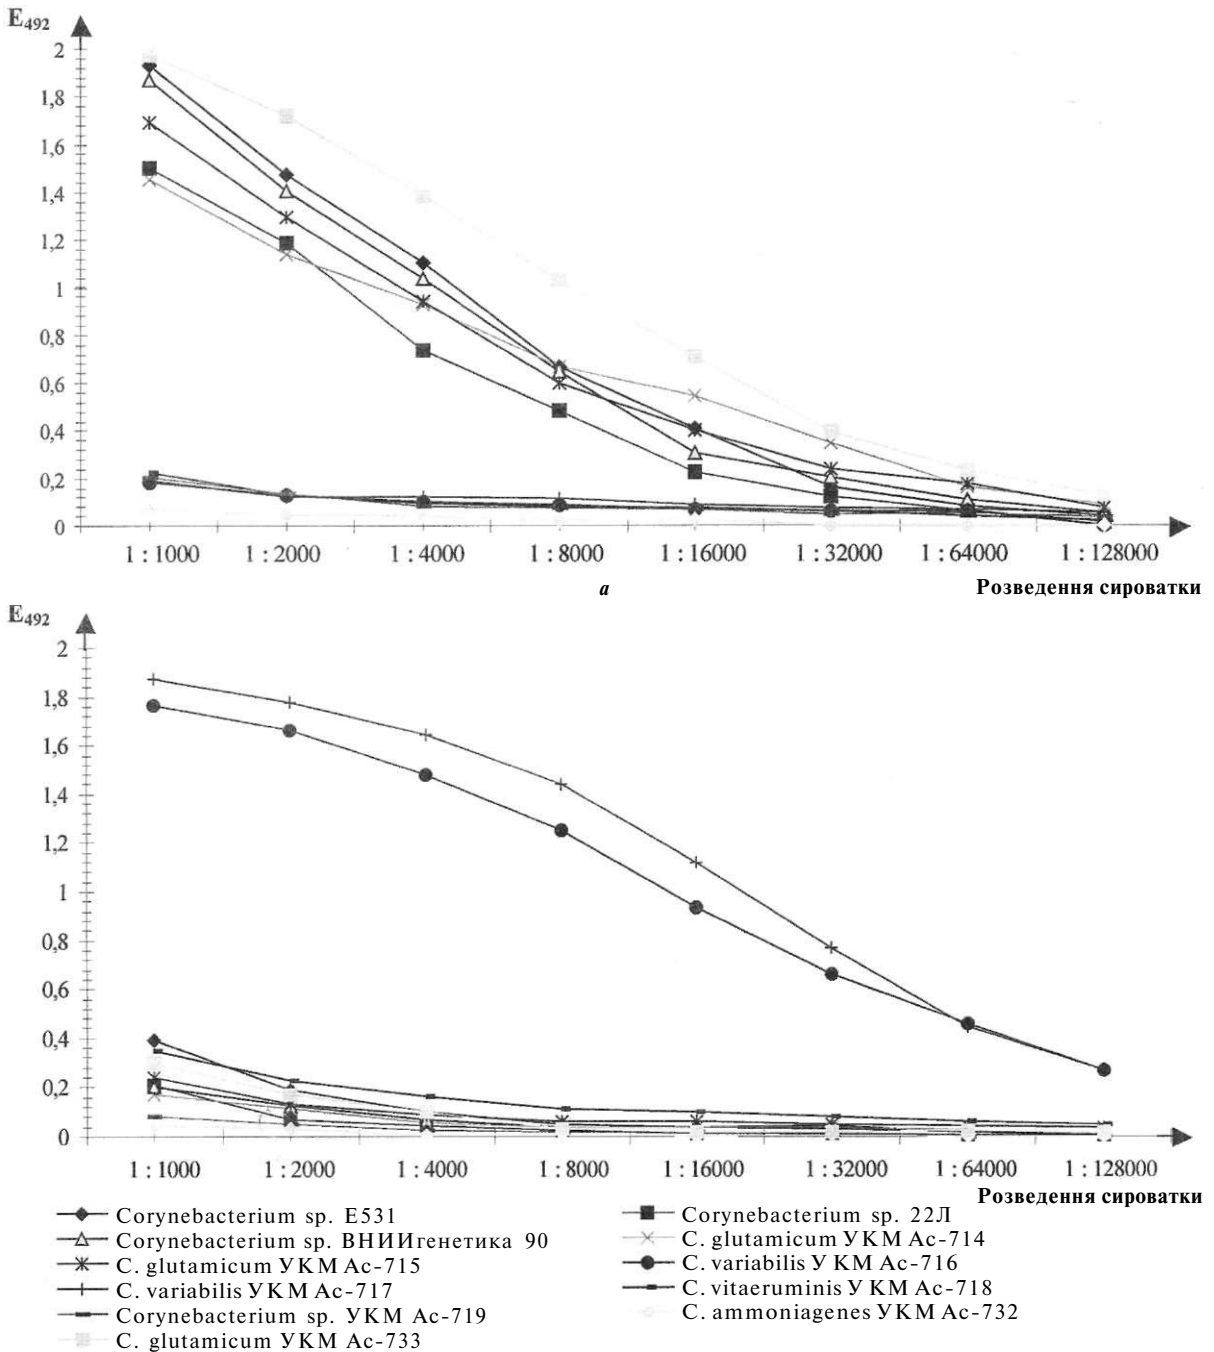 E492
2
1,8
1,6
1,4
1,2
1
0,8
0,6
0,4
0,2
0
1:1000 1:2000 1:4000 1:8000 1:16000 1:32000 1:64000 1:128000
а
Розведення сироватки
E492
2
1,8
1,6
1,4
1,2
1
0,8
0,6
0,4
0,2
0
1:1000 1:2000 1:4000 1:8000 1:16000 1:32000 1:64000 1:128000
Розведення сироватки
Corynebacterium sp. E531
Corynebacterium sp. ВНИИгенетика 90
C. glutamicum УКМ Ac-715
C. variabilis УКМ Ac-717
Corynebacterium sp. УКМ Ac-719
C. glutamicum УКМ Ac-733
Corynebacterium sp. 22Л
C. glutamicum УКМ Ac-714
C. variabilis УКМ Ac-716
C. vitaeruminis УКМ Ac-718
C. ammoniagenes УКМ Ac-732